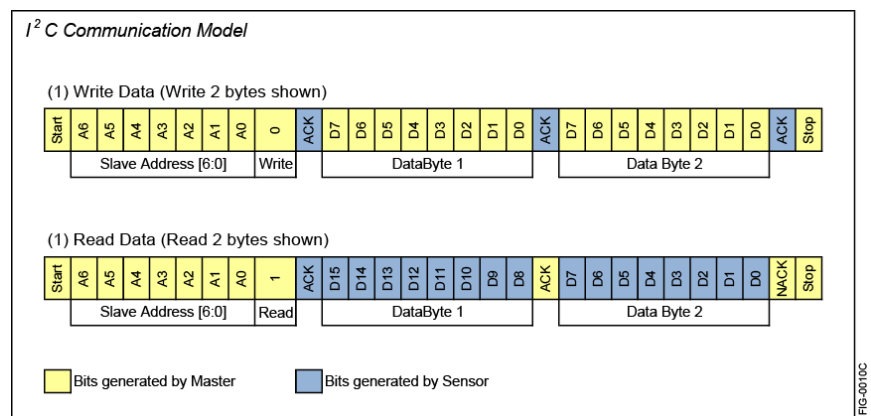 I² C Communication Model
(1) Write Data (Write 2 bytes shown)
Start A6 A5 A4 A3 A2 A1 A0 0 ACK D7 D6 D5 D4 D3 D2 D1 D0 ACK D7 D6 D5 D4 D3 D2 D1 D0 ACK Stop
Slave Address [6:0] Write DataByte 1 Data Byte 2
(1) Read Data (Read 2 bytes shown)
Start A6 A5 A4 A3 A2 A1 A0 1 ACK D15 D14 D13 D12 D11 D10 D9 D8 ACK D7 D6 D5 D4 D3 D2 D1 D0 NACK Stop
Slave Address [6:0] Read DataByte 1 Data Byte 2
Bits generated by Master Bits generated by Sensor
FIG-0010C